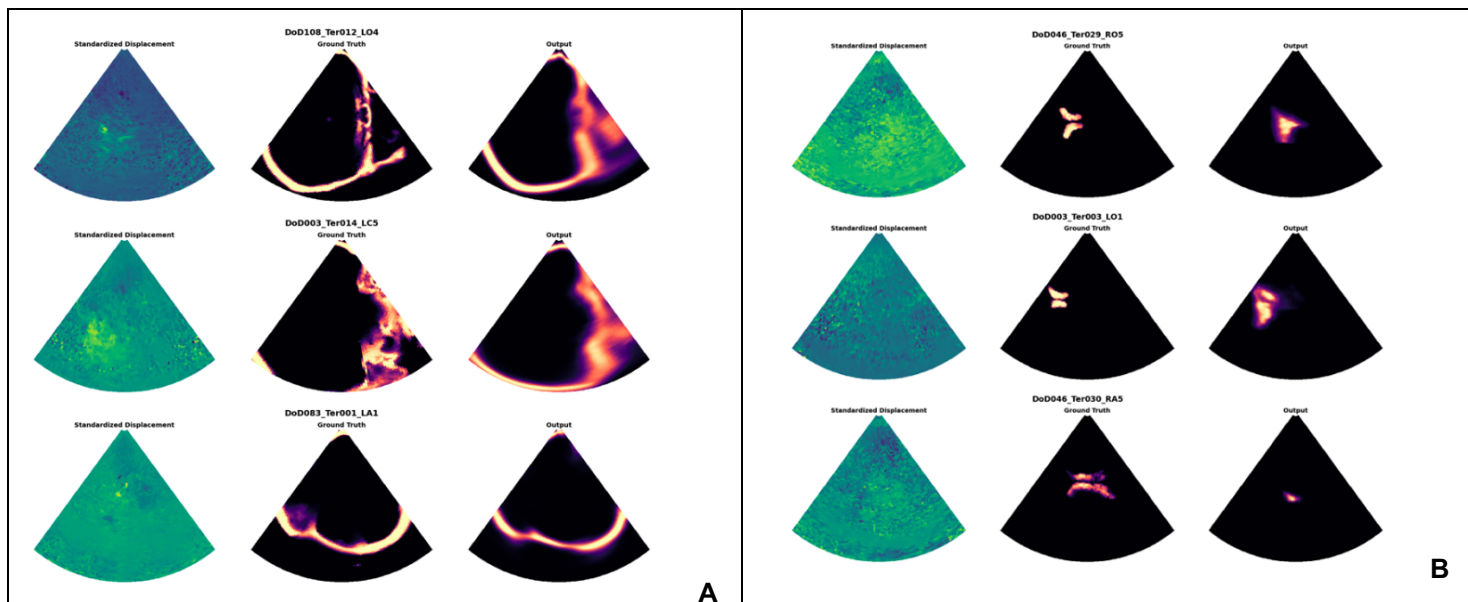 DoD108_Ter012_LO4
Standardized Displacement Ground Truth Output
DoD003_Ter014_LC5
Standardized Displacement Ground Truth Output
DoD083_Ter001_LA1
Standardized Displacement Ground Truth Output
A
DoD046_Ter029_RO5
Standardized Displacement Ground Truth Output
DoD003_Ter003_LO1
Standardized Displacement Ground Truth Output
DoD046_Ter030_RA5
Standardized Displacement Ground Truth Output
B